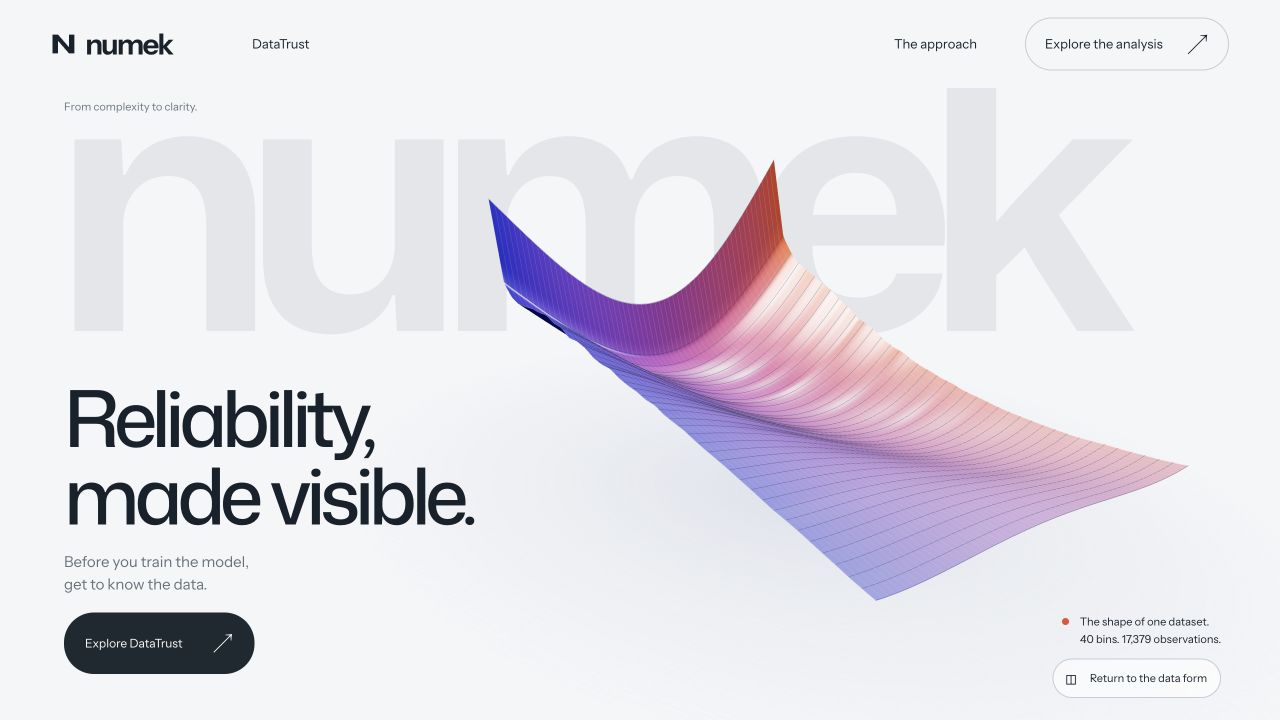 N numek
DataTrust
The approach
Explore the analysis
From complexity to clarity.
numek
Reliability,
made visible.
Before you train the model,
get to know the data.
Explore DataTrust
The shape of one dataset.
40 bins. 17,379 observations.
Return to the data form